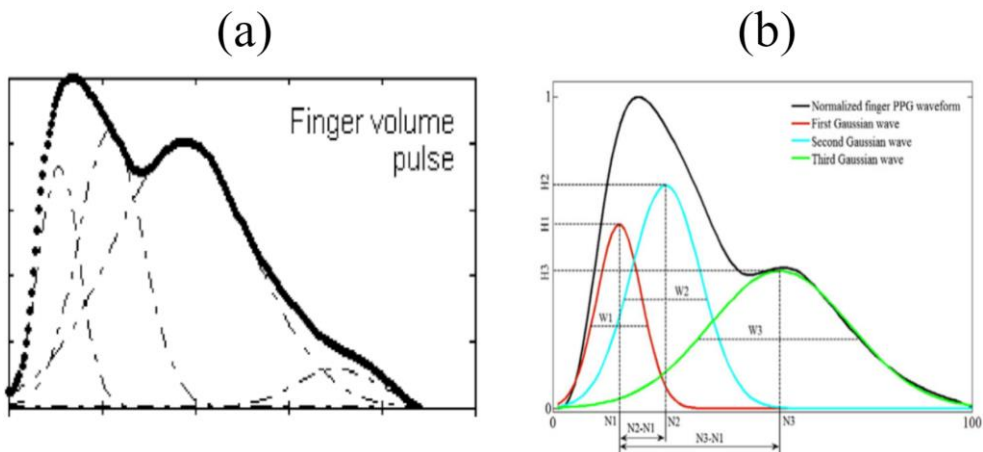 (a)
(b)
Finger volume
pulse
1
Normalized finger PPG waveform
First Gaussian wave
Second Gaussian wave
Third Gaussian wave
H2
H1
H3
W2
W1
W3
0
N1
N2-N1
N2
N3
100
N3-N1